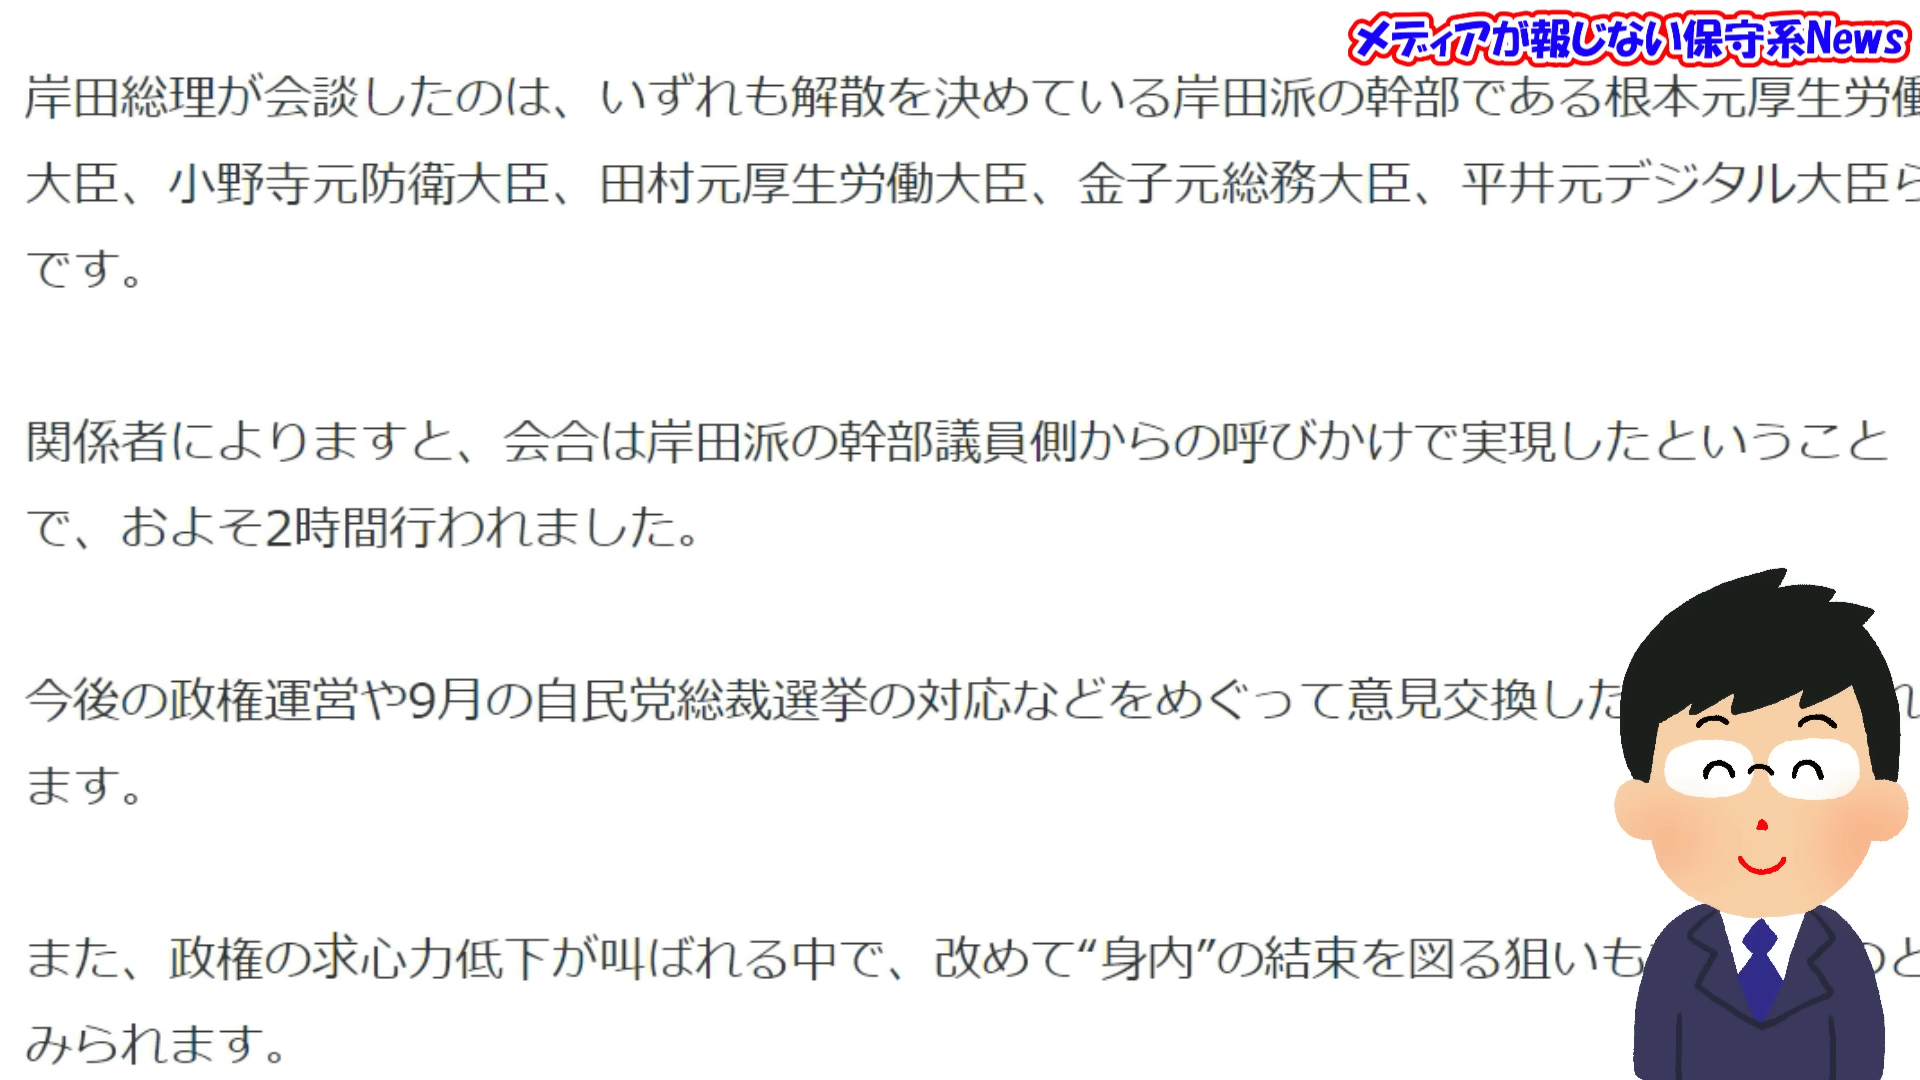 メディアが報じない保守系News
岸田総理が会談したのは、いずれも解散を決めている岸田派の幹部である根本元厚生労働
大臣、小野寺元防衛大臣、田村元厚生労働大臣、金子元総務大臣、平井元デジタル大臣ら
です。
関係者によりますと、会合は岸田派の幹部議員側からの呼びかけで実現したということ
で、およそ2時間行われました。
今後の政権運営や9月の自民党総裁選挙の対応などをめぐって意見交換した
ます。
また、政権の求心力低下が叫ばれる中で、改めて“身内”の結束を図る狙いも
みられます。